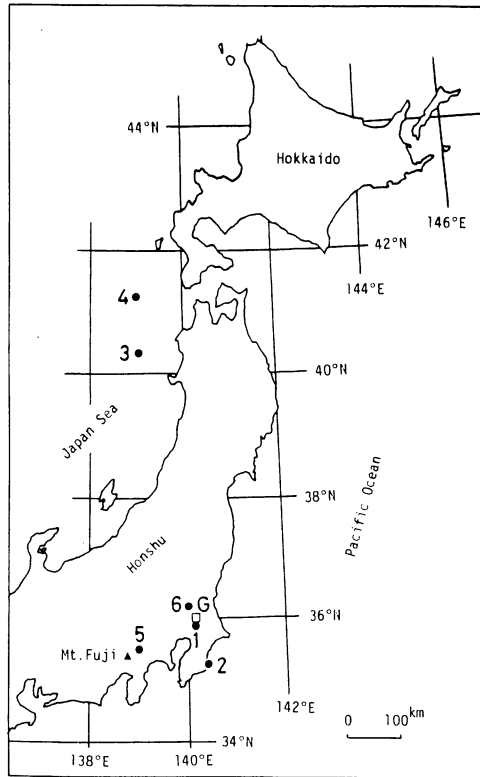 44°N
Hokkaido
146°E
42°N
144°E
4
3
40°N
Japan Sea
38°N
Pacific Ocean
Honshu
6 G
36°N
1
5
Mt.Fuji
2
142°E
0 100km
34°N
138°E 140°E